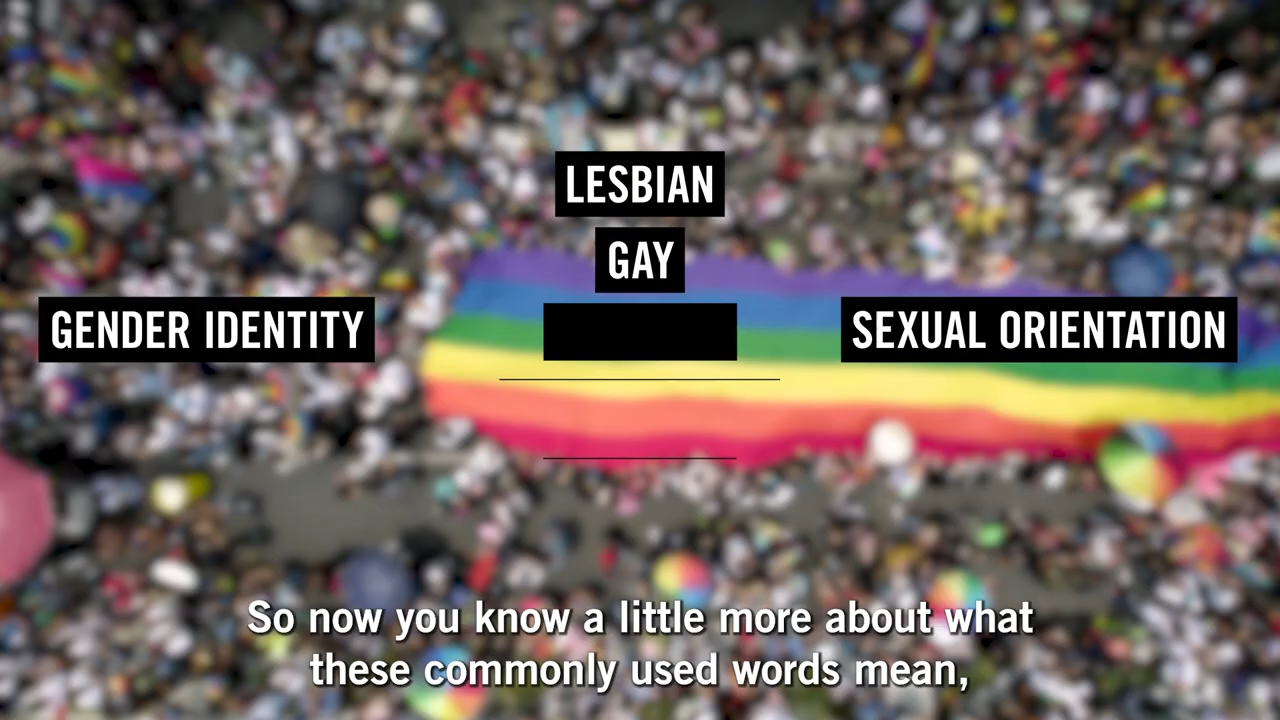 LESBIAN
GAY
GENDER IDENTITY
SEXUAL ORIENTATION
So now you know a little more about what
these commonly used words mean,